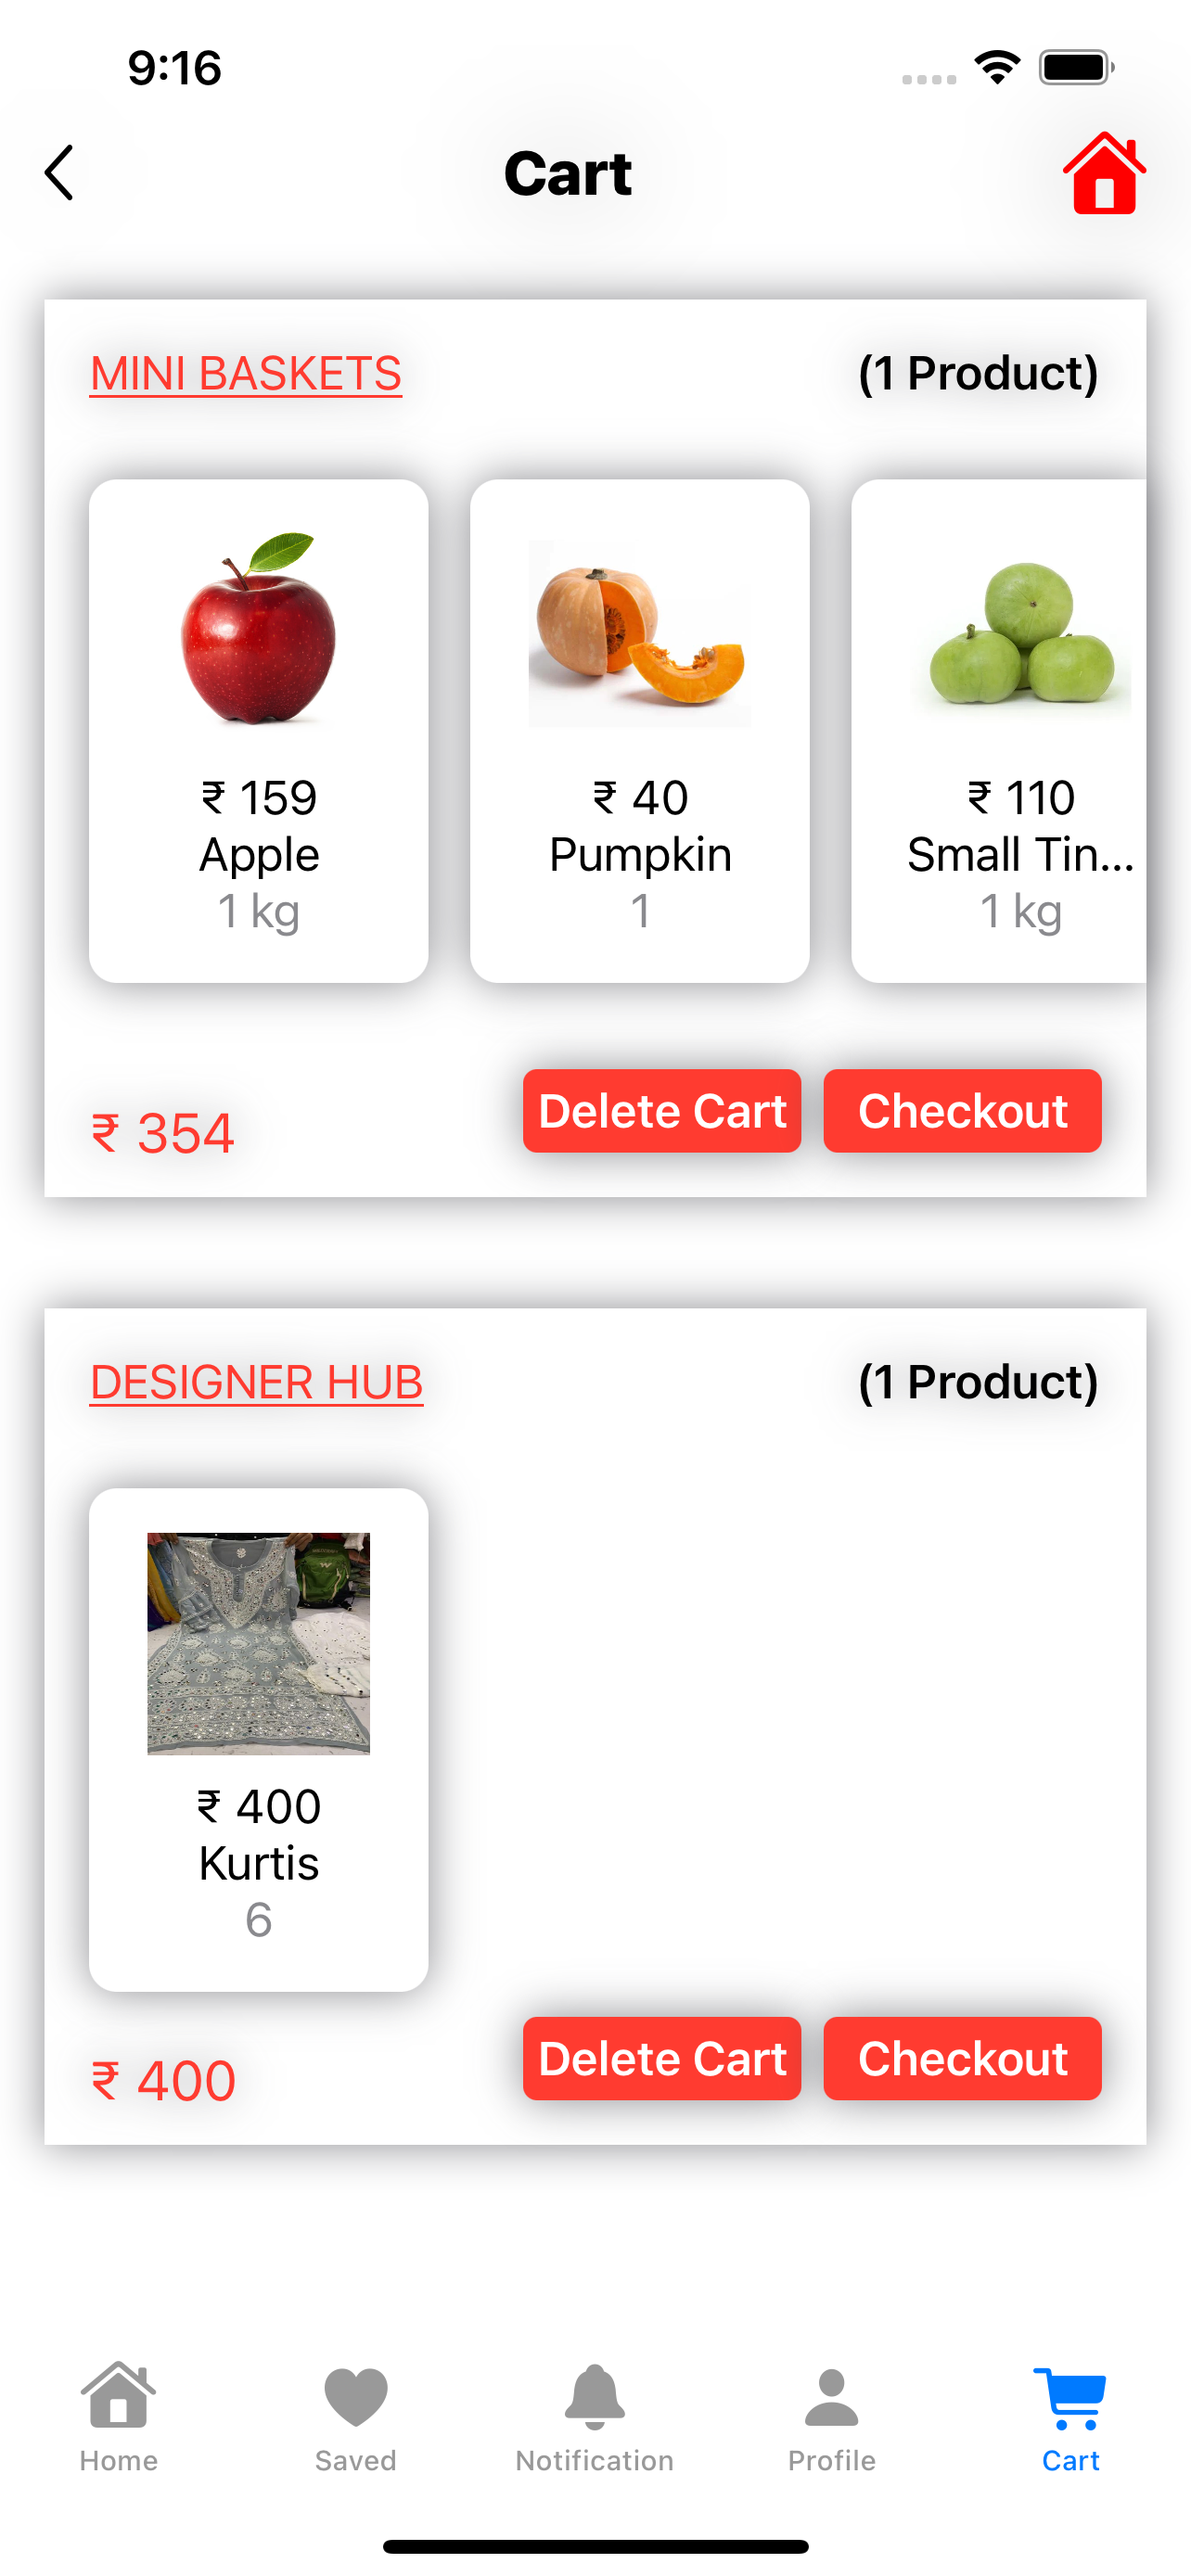 9:16
Cart
MINI BASKETS (1 Product)
₹ 159 ₹ 40 ₹ 110
Apple Pumpkin Small Tin...
1 kg 1 1 kg
₹ 354 Delete Cart Checkout
DESIGNER HUB (1 Product)
₹ 400
Kurtis
6
₹ 400 Delete Cart Checkout
Home Saved Notification Profile Cart